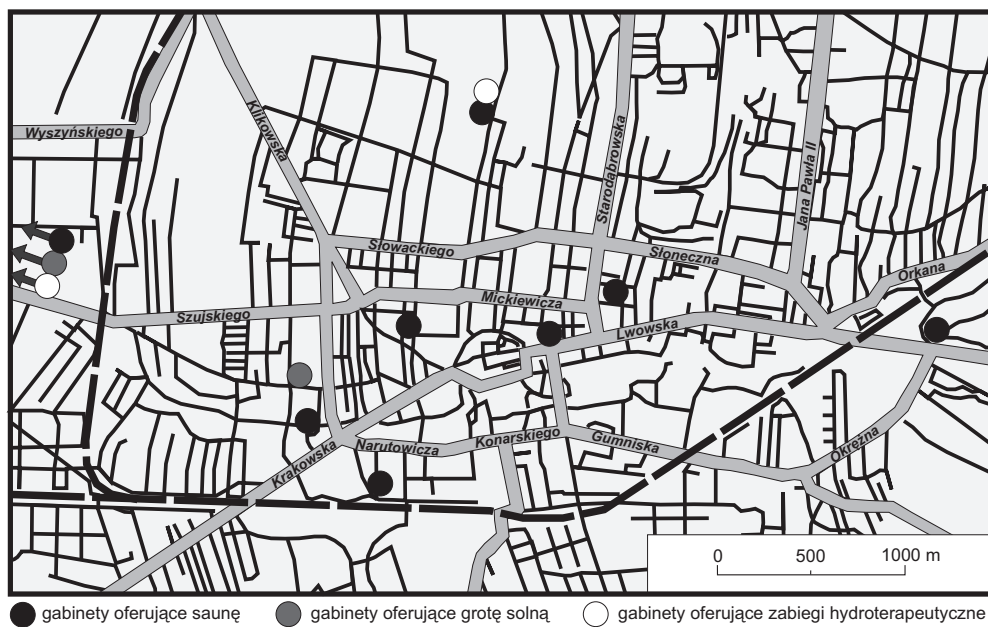 Wyszyńskiego
Klikowska
Starodąbrowska
Jana Pawła II
Słowackiego
Słoneczna
Orkana
Mickiewicza
Szujskiego
Lwowska
Krakowska
Narutowicza
Konarskiego
Gumniska
Okrężna
0 500 1000 m
gabinety oferujące saunę gabinety oferujące grotę solną gabinety oferujące zabiegi hydroterapeutyczne